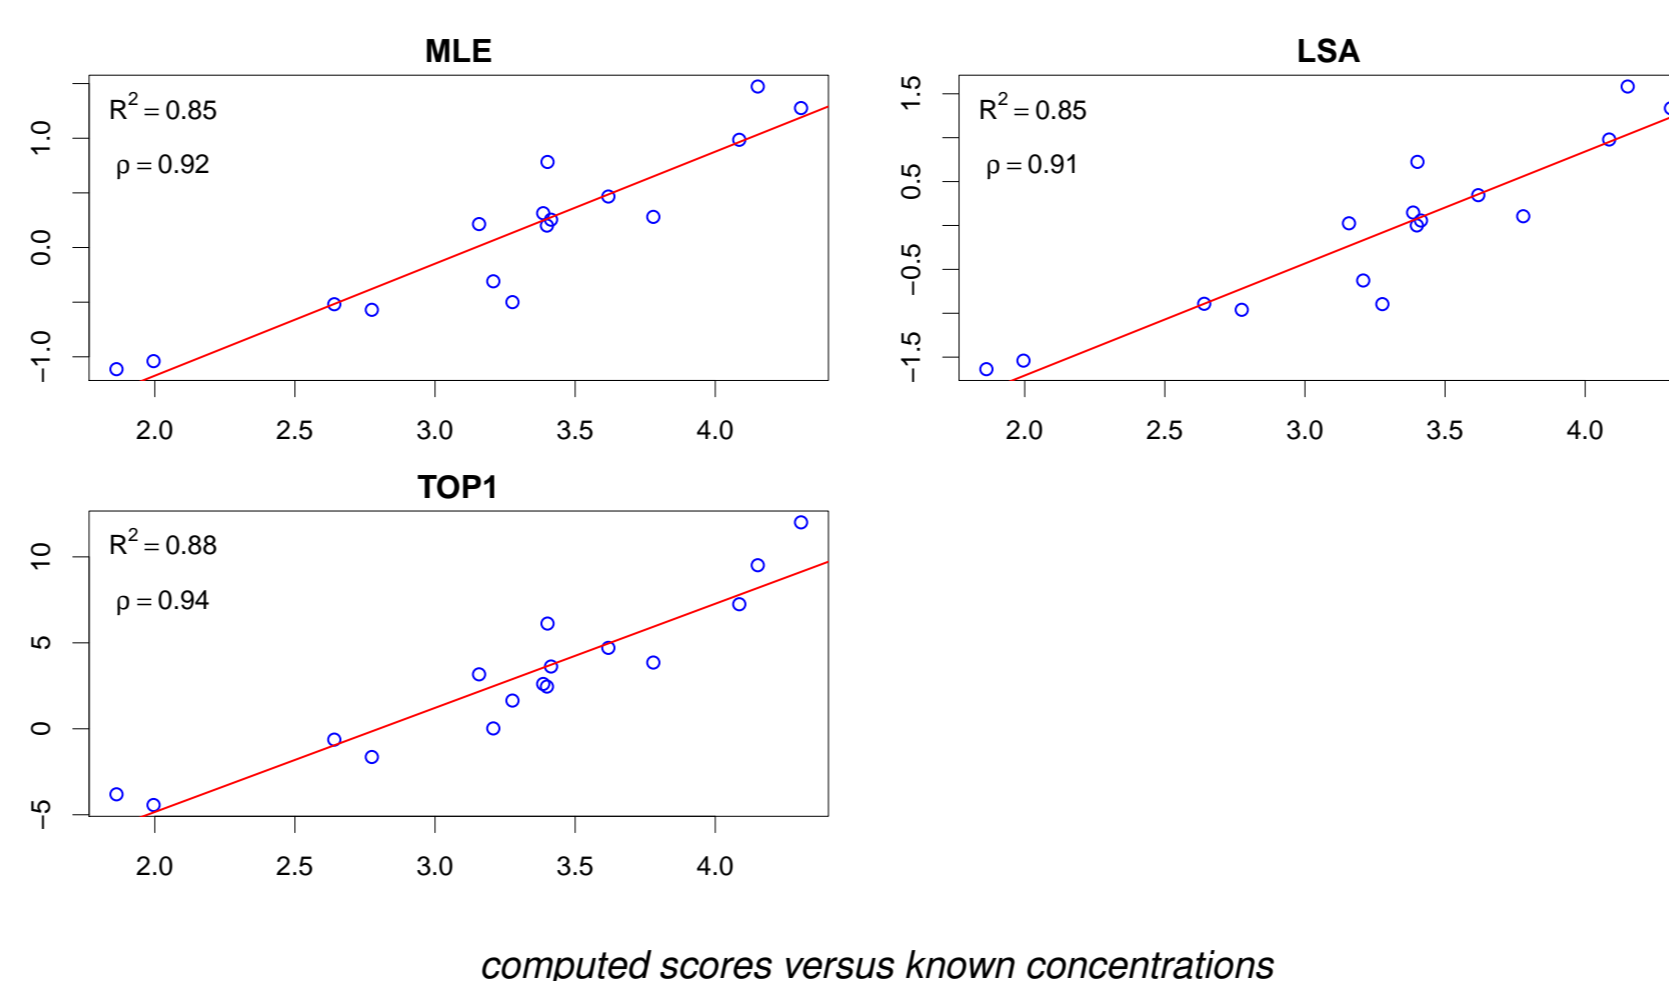 MLE
R² = 0.85
ρ = 0.92
1.0
0.0
−1.0
2.0 2.5 3.0 3.5 4.0
LSA
R² = 0.85
ρ = 0.91
1.5
0.5
−0.5
−1.5
2.0 2.5 3.0 3.5 4.0
TOP1
R² = 0.88
ρ = 0.94
10
5
0
−5
2.0 2.5 3.0 3.5 4.0
computed scores versus known concentrations